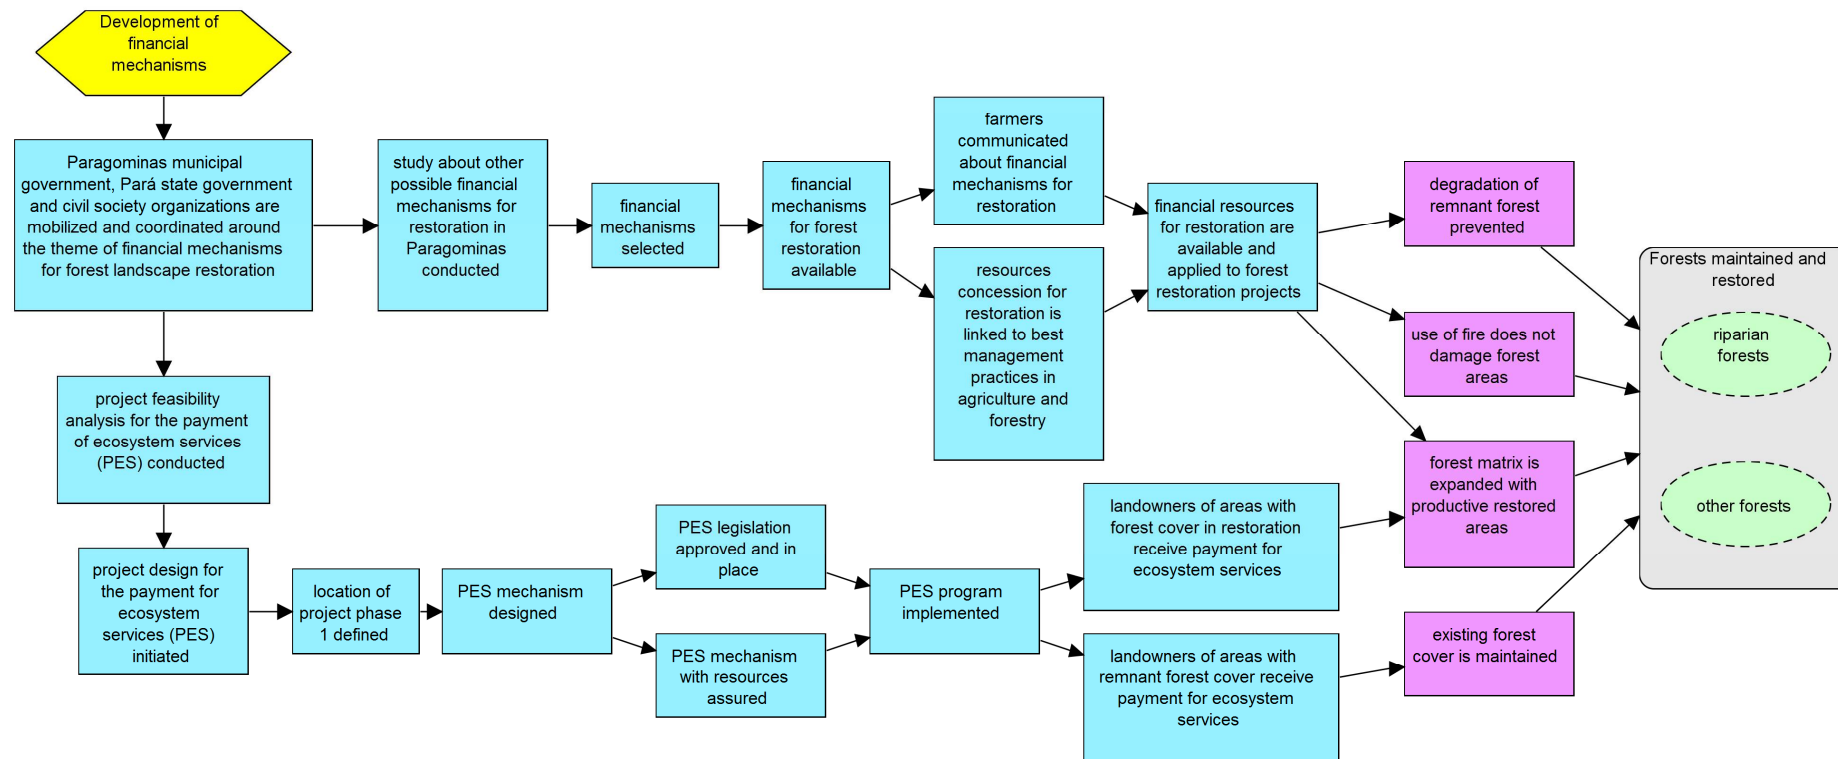 Development of
financial
mechanisms
Paragominas municipal
government, Pará state government
and civil society organizations are
mobilized and coordinated around
the theme of financial mechanisms
for forest landscape restoration
study about other
possible financial
mechanisms for
restoration in
Paragominas
conducted
financial
mechanisms
selected
financial
mechanisms
for forest
restoration
available
farmers
communicated
about financial
mechanisms for
restoration
resources
concession for
restoration is
linked to best
management
practices in
agriculture and
forestry
financial resources
for restoration are
available and
applied to forest
restoration projects
degradation of
remnant forest
prevented
use of fire does not
damage forest
areas
forest matrix is
expanded with
productive restored
areas
existing forest
cover is maintained
Forests maintained and
restored
riparian
forests
other forests
project feasibility
analysis for the payment
of ecosystem services
(PES) conducted
project design for
the payment for
ecosystem
services (PES)
initiated
location of
project phase
1 defined
PES mechanism
designed
PES legislation
approved and in
place
PES mechanism
with resources
assured
PES program
implemented
landowners of areas with
forest cover in restoration
receive payment for
ecosystem services
landowners of areas with
remnant forest cover receive
payment for ecosystem
services